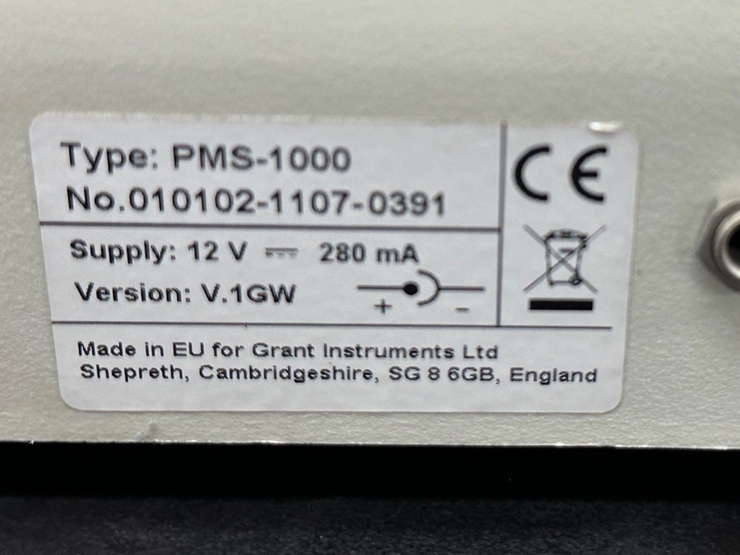 Type: PMS-1000
No.010102-1107-0391
CE
Supply: 12 V ⎓ 280 mA
Version: V.1GW
+ -
Made in EU for Grant Instruments Ltd
Shepreth, Cambridgeshire, SG 8 6GB, England